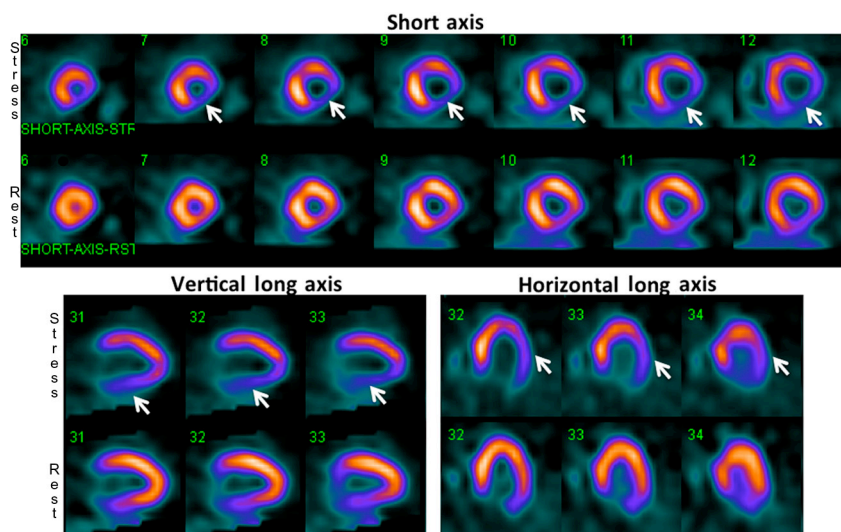 Short axis
Stress
6 7 8 9 10 11 12
SHORT-AXIS-STR
Rest
6 7 8 9 10 11 12
SHORT-AXIS-RST
Vertical long axis
Horizontal long axis
Stress
31 32 33
32 33 34
Rest
31 32 33
32 33 34